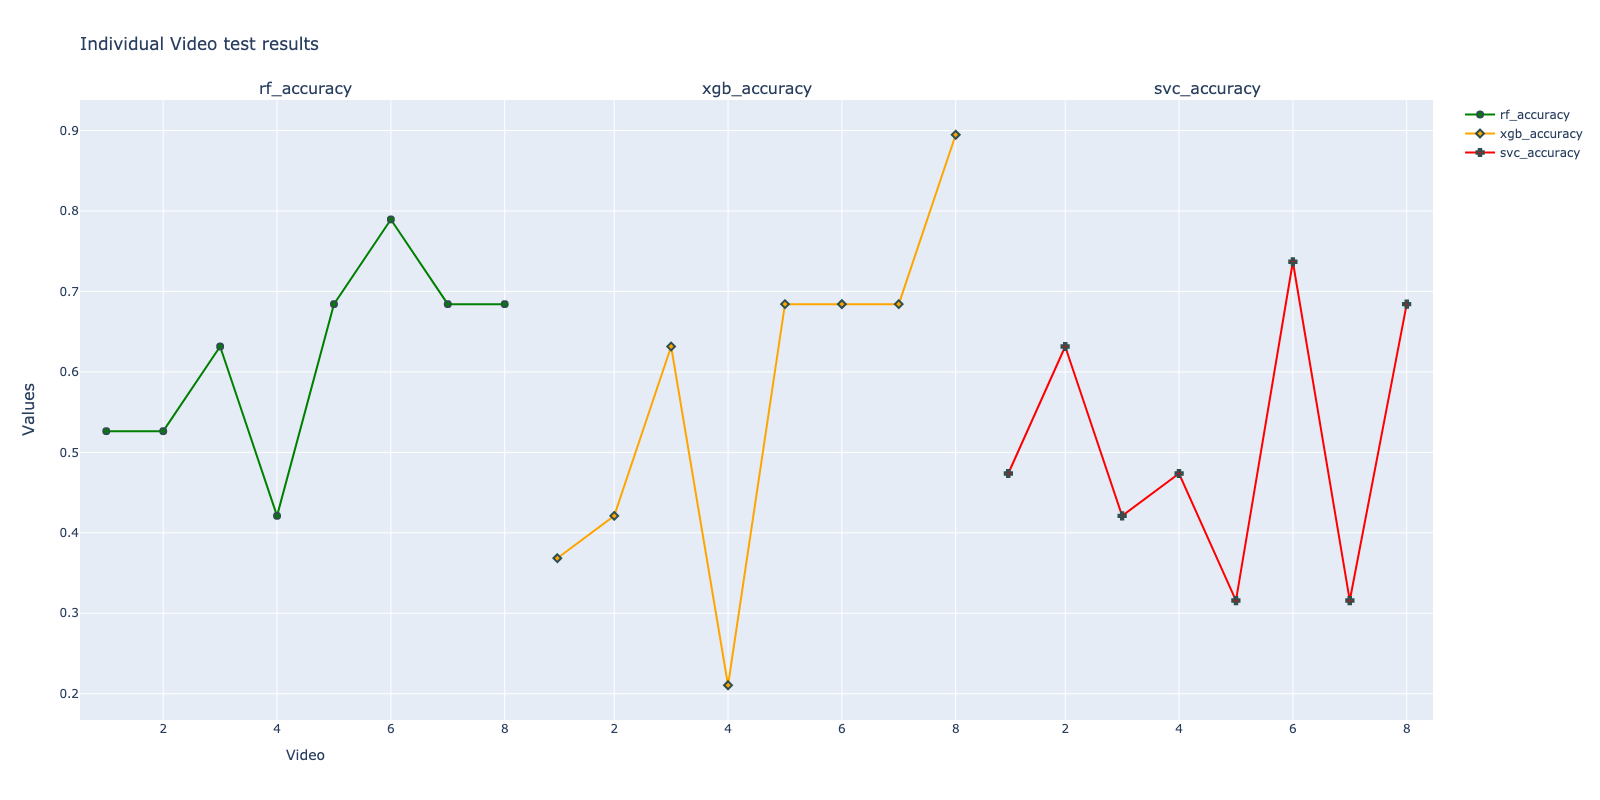 Individual Video test results
rf_accuracy
xgb_accuracy
svc_accuracy
rf_accuracy
xgb_accuracy
svc_accuracy
Values
0.9
0.8
0.7
0.6
0.5
0.4
0.3
0.2
2 4 6 8 2 4 6 8 2 4 6 8
Video